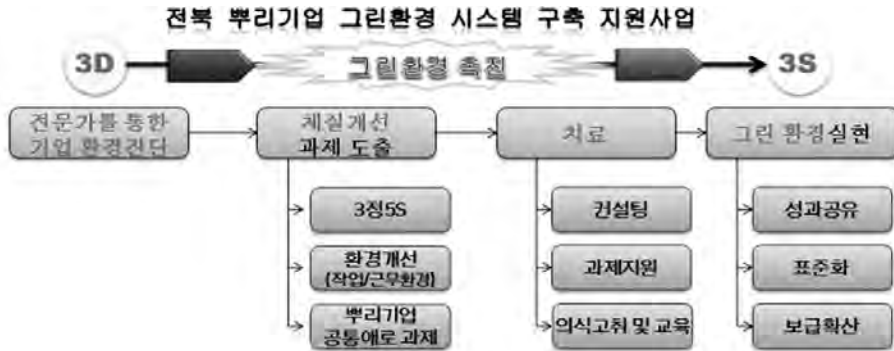 전북 뿌리기업 그린환경 시스템 구축 지원사업
3D
그린환경 촉진
3S
전문가를 통한
기업 환경진단
체질개선
과제 도출
치료
그린 환경실현
3정5S
컨설팅
성과공유
환경개선
(작업/근무환경)
과제지원
표준화
뿌리기업
공통애로 과제
의식고취 및 교육
보급확산